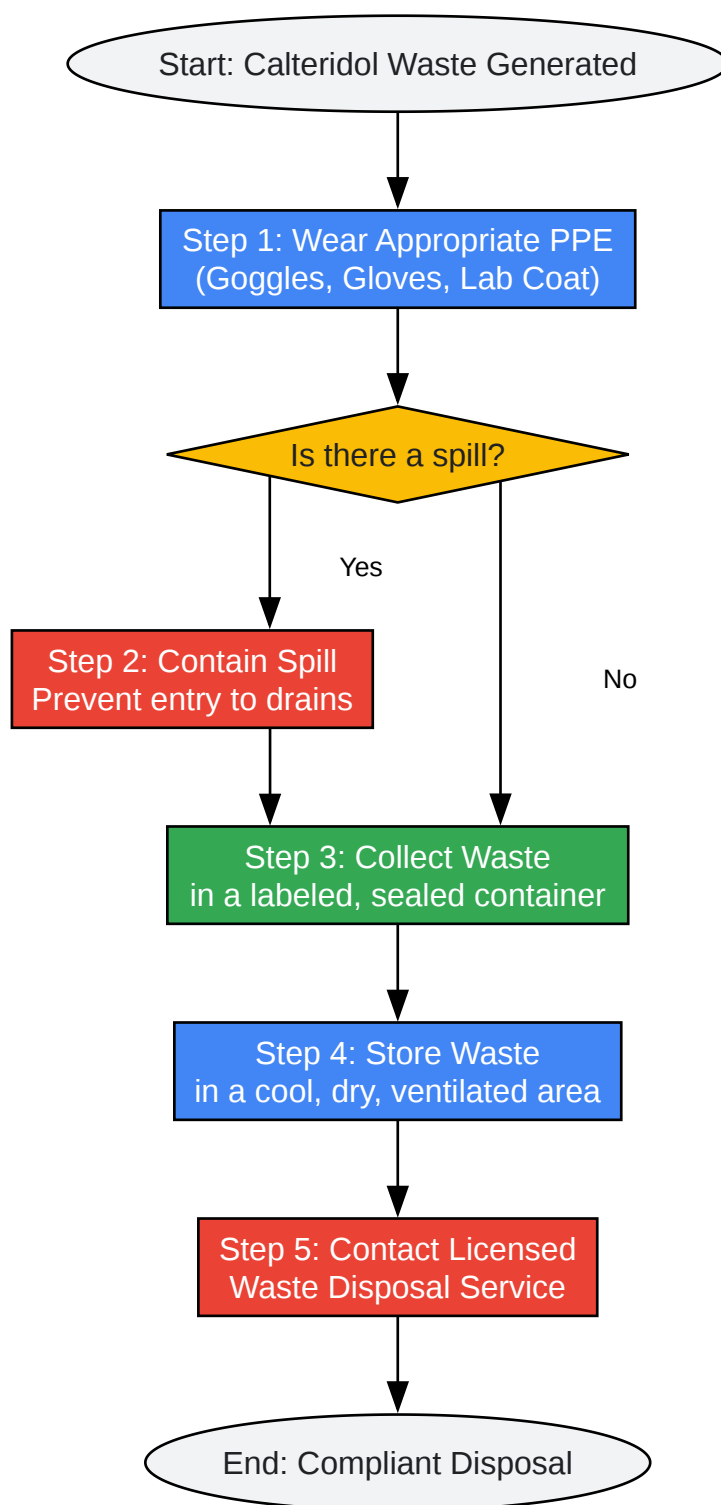 Start: Calteridol Waste Generated
Step 1: Wear Appropriate PPE
(Goggles, Gloves, Lab Coat)
Is there a spill?
Yes
Step 2: Contain Spill
Prevent entry to drains
No
Step 3: Collect Waste
in a labeled, sealed container
Step 4: Store Waste
in a cool, dry, ventilated area
Step 5: Contact Licensed
Waste Disposal Service
End: Compliant Disposal